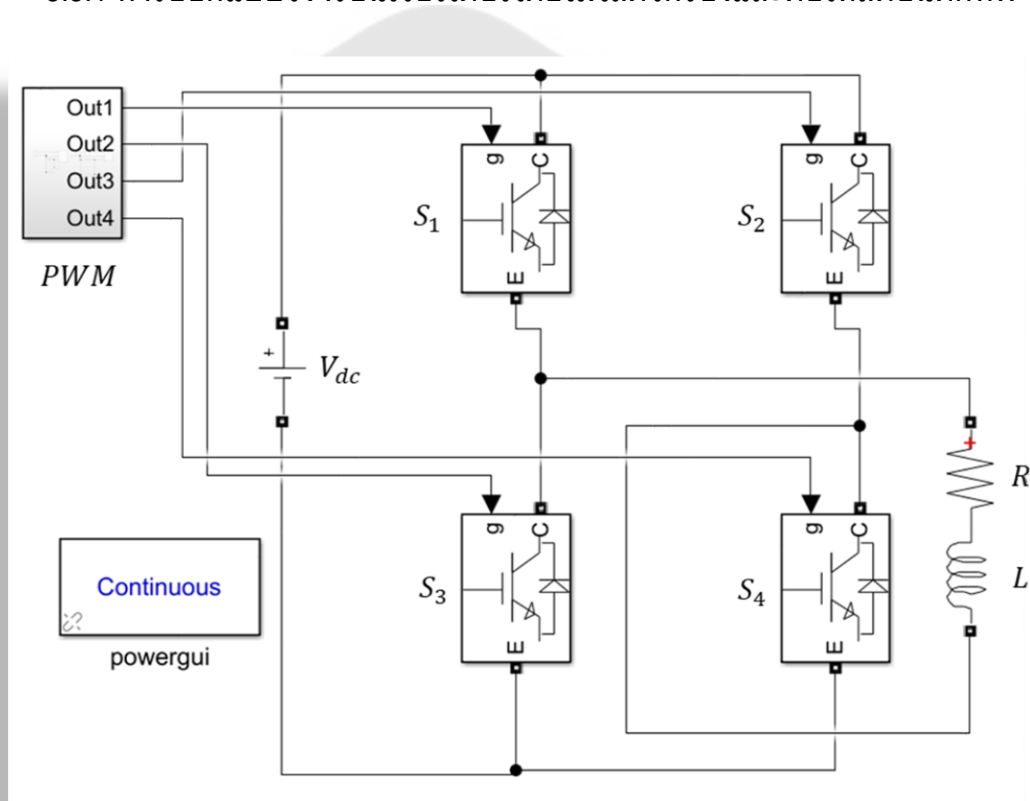 Out1
Out2
Out3
Out4
PWM
g C
E
S1
g C
E
S2
+
Vdc
g C
E
S3
g C
E
S4
+
R
L
Continuous
powergui